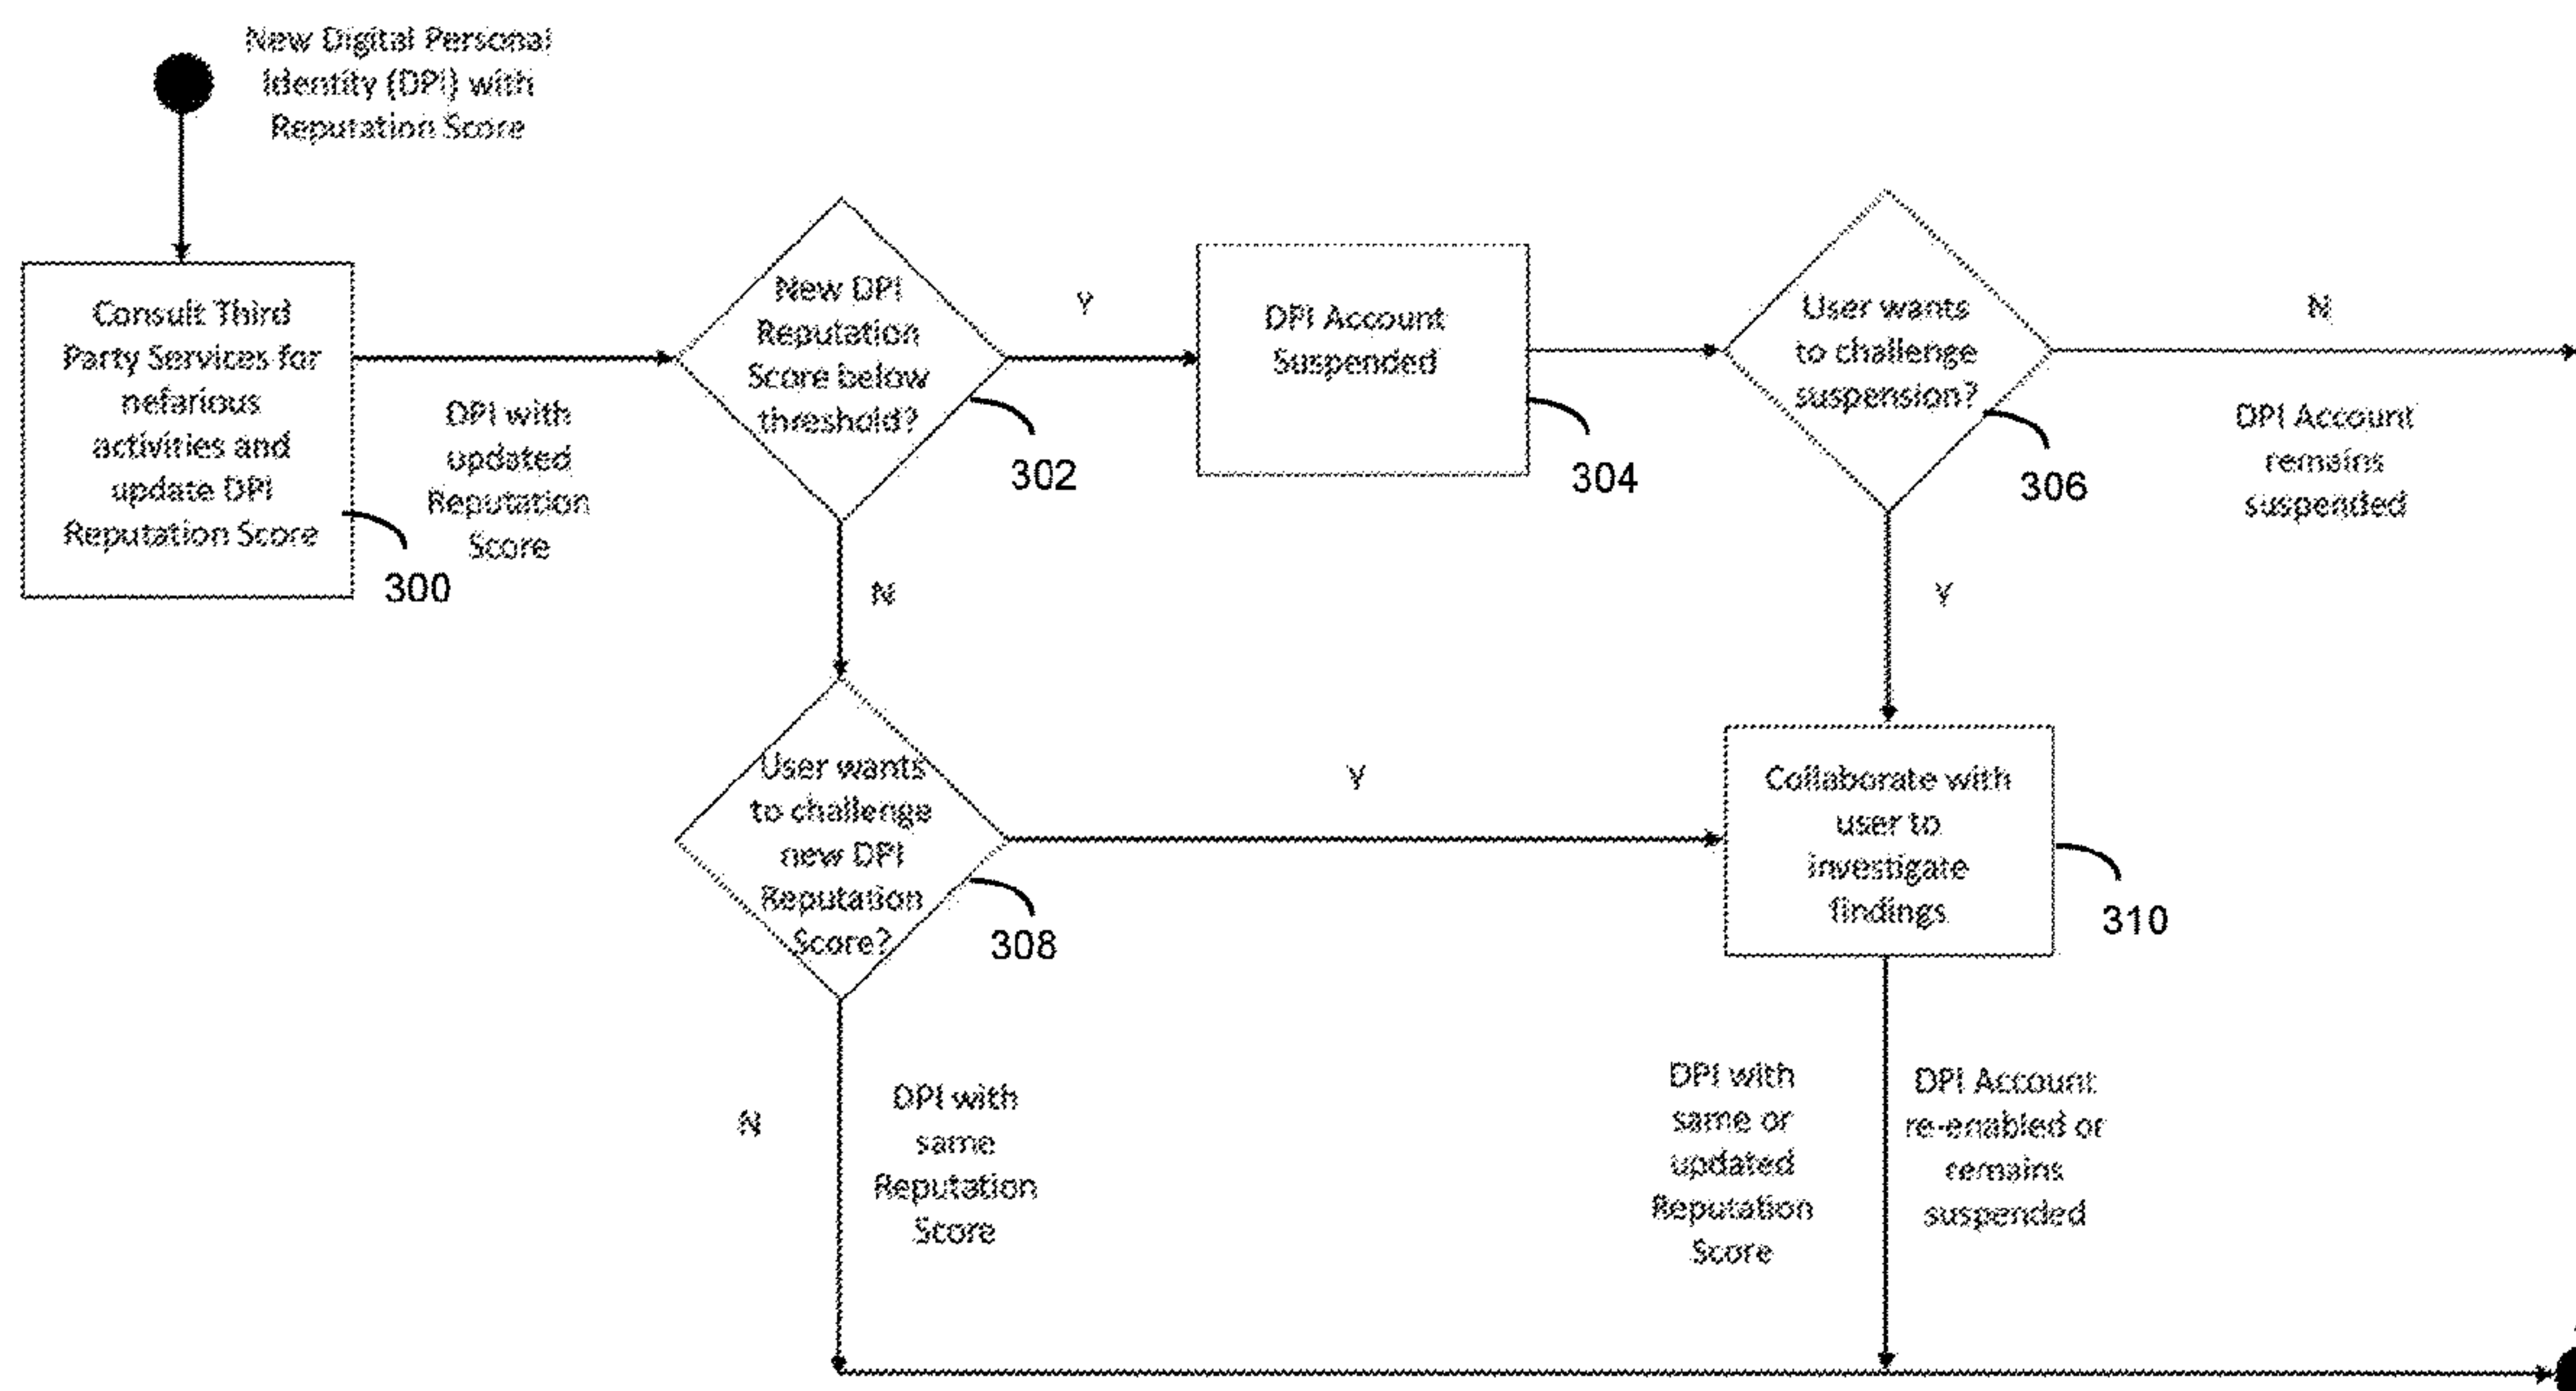 New Digital Personal
Identity (DPI) with
Reputation Score
Consult Third
Party Services for
nefarious
activities and
update DPI
Reputation Score
300
DPI with
updated
Reputation
Score
New DPI
Reputation
Score below
threshold?
302
Y
N
DPI Account
Suspended
304
User wants
to challenge
suspension?
306
N
DPI Account
remains
suspended
Y
User wants
to challenge
new DPI
Reputation
Score?
308
Y
Collaborate with
user to
investigate
findings
310
N
DPI with
same
Reputation
Score
DPI with
same or
updated
Reputation
Score
DPI Account
re-enabled or
remains
suspended